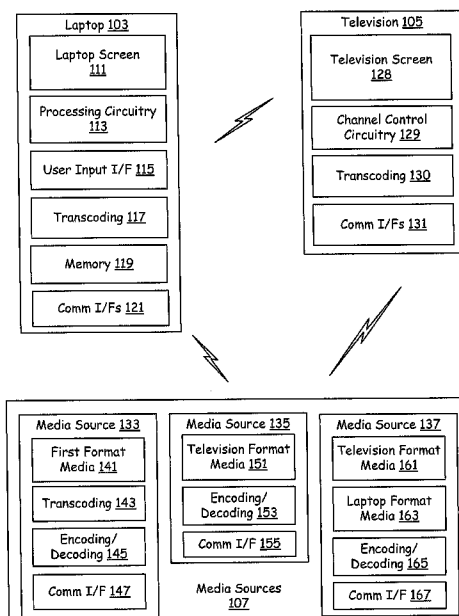 Laptop 103
Laptop Screen
111
Processing Circuitry
113
User Input I/F 115
Transcoding 117
Memory 119
Comm I/Fs 121
Television 105
Television Screen
128
Channel Control
Circuitry 129
Transcoding 130
Comm I/Fs 131
Media Source 133
First Format
Media 141
Transcoding 143
Encoding/
Decoding 145
Comm I/F 147
Media Source 135
Television Format
Media 151
Encoding/
Decoding 153
Comm I/F 155
Media Sources
107
Media Source 137
Television Format
Media 161
Laptop Format
Media 163
Encoding/
Decoding 165
Comm I/F 167